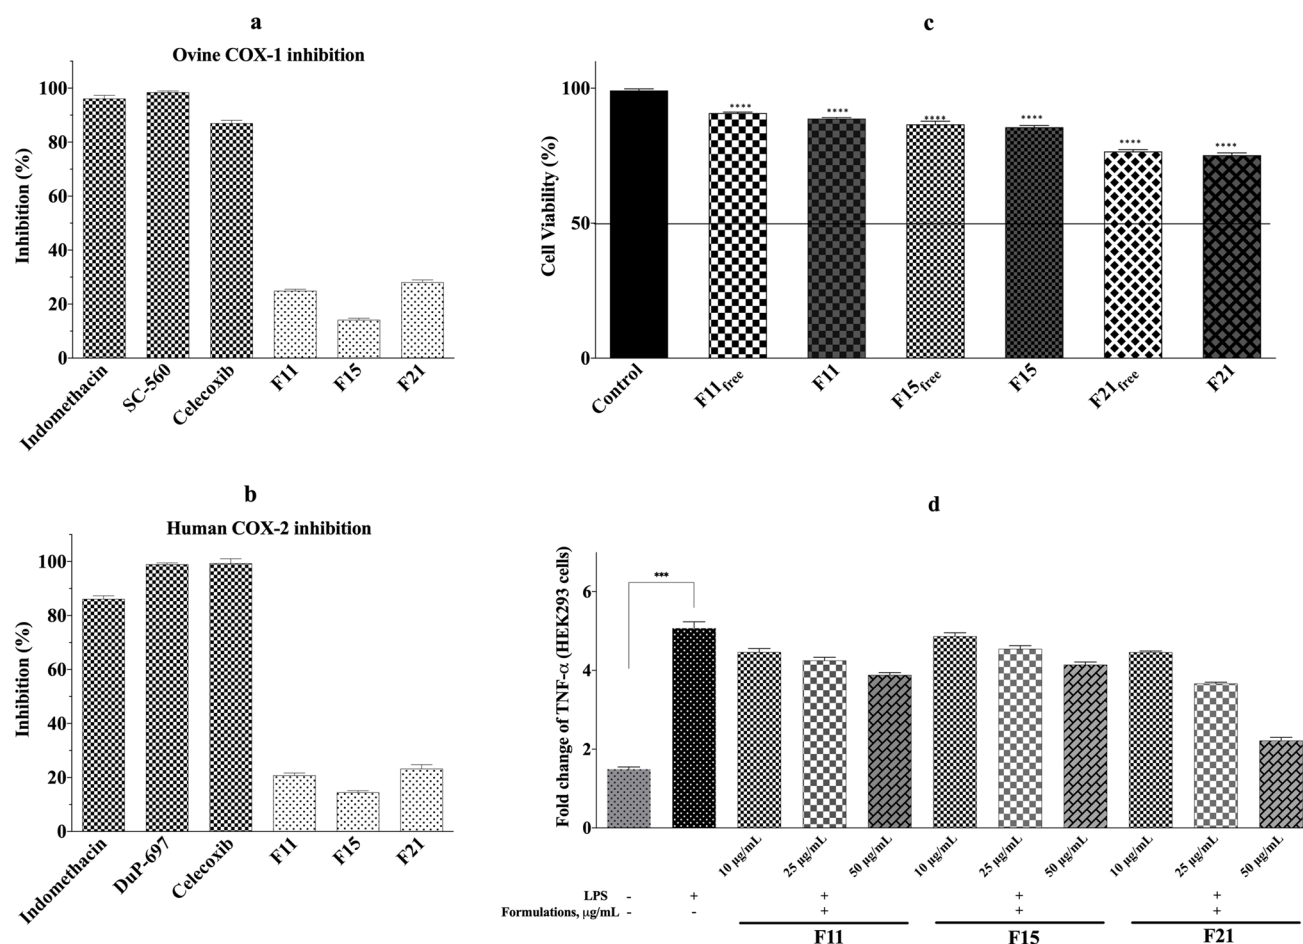 a
Ovine COX-1 inhibition
Inhibition (%)
100
80
60
40
20
0
Indomethacin
SC-560
Celecoxib
F11
F15
F21
c
Cell Viability (%)
100
50
0
****
****
****
****
****
****
Control
F11free
F11
F15free
F15
F21free
F21
b
Human COX-2 inhibition
Inhibition (%)
100
80
60
40
20
0
Indomethacin
DuP-697
Celecoxib
F11
F15
F21
d
Fold change of TNF-α (HEK293 cells)
6
4
2
0
***
10 µg/mL
25 µg/mL
50 µg/mL
10 µg/mL
25 µg/mL
50 µg/mL
10 µg/mL
25 µg/mL
50 µg/mL
LPS - + + + +
Formulations, µg/mL - - + + +
F11 F15 F21